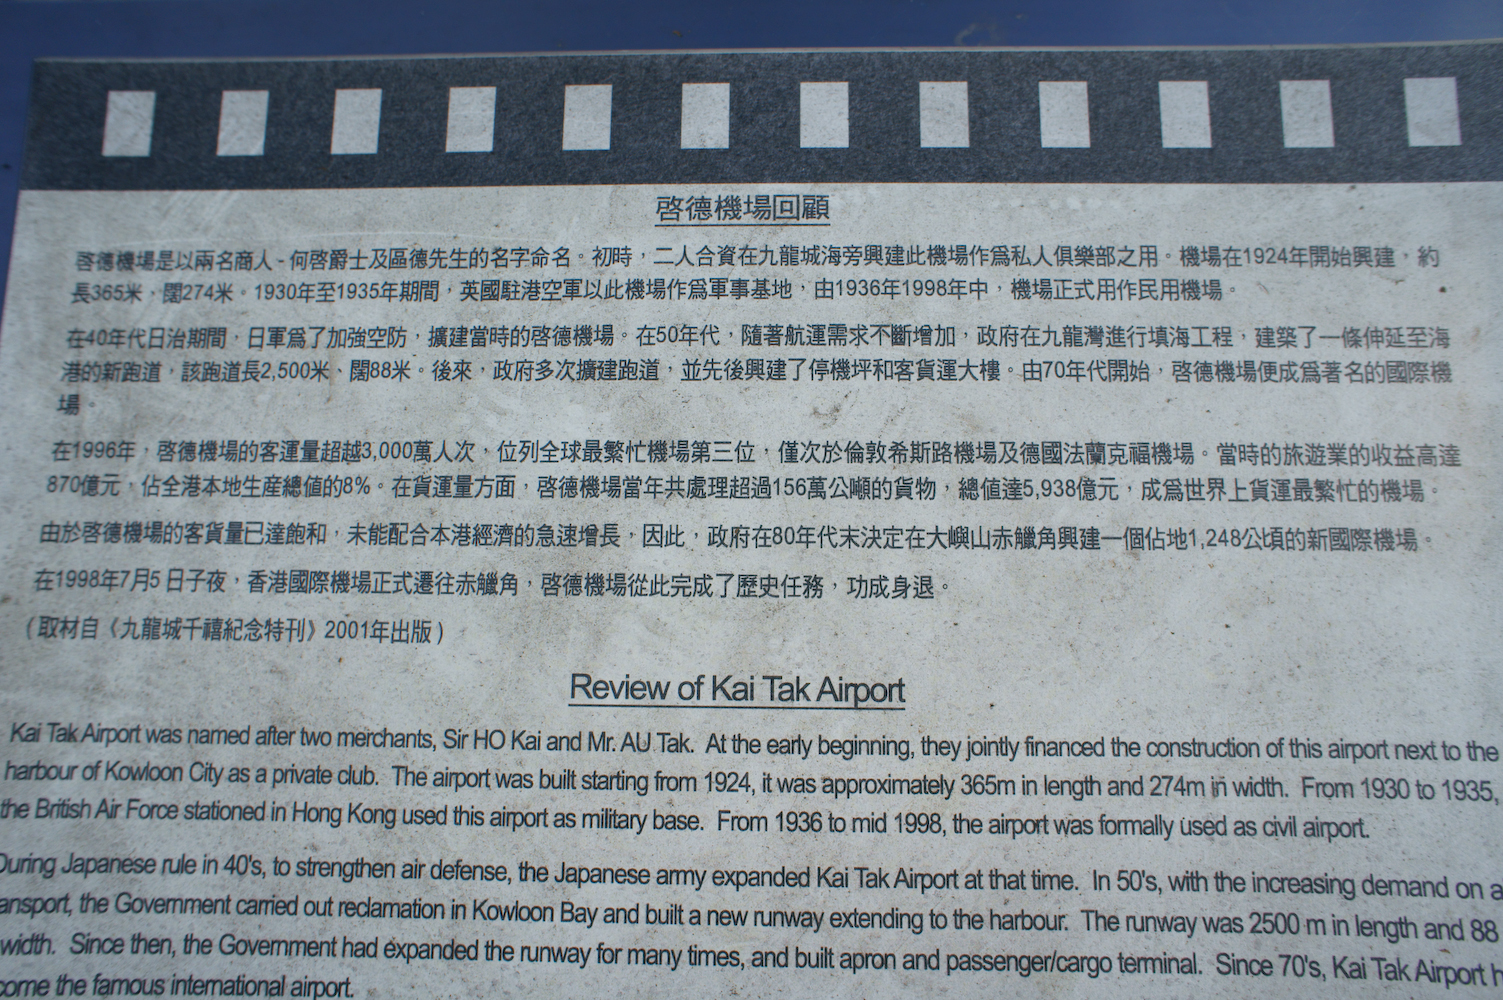 啓德機場回顧
啓德機場是以兩名商人 - 何啓爵士及區德先生的名字命名。初時，二人合資在九龍城海旁興建此機場作爲私人俱樂部之用。機場在1924年開始興建，約
長365米、闊274米。1930年至1935年期間，英國駐港空軍以此機場作爲軍事基地，由1936年1998年中，機場正式用作民用機場。
在40年代日治期間，日軍爲了加強空防，擴建當時的啓德機場。在50年代，隨著航運需求不斷增加，政府在九龍灣進行填海工程，建築了一條伸延至海
港的新跑道，該跑道長2,500米、闊88米。後來，政府多次擴建跑道，並先後興建了停機坪和客貨運大樓。由70年代開始，啓德機場便成爲著名的國際機
場。
在1996年，啓德機場的客運量超越3,000萬人次，位列全球最繁忙機場第三位，僅次於倫敦希斯路機場及德國法蘭克福機場。當時的旅遊業的收益高達
870億元，佔全港本地生產總值的8%。在貨運量方面，啓德機場當年共處理超過156萬公噸的貨物，總值達5,938億元，成爲世界上貨運最繁忙的機場。
由於啓德機場的客貨量已達飽和，未能配合本港經濟的急速增長，因此，政府在80年代末決定在大嶼山赤鱲角興建一個佔地1,248公頃的新國際機場。
在1998年7月5日子夜，香港國際機場正式遷往赤鱲角，啓德機場從此完成了歷史任務，功成身退。
(取材自《九龍城千禧紀念特刊》2001年出版)
Review of Kai Tak Airport
Kai Tak Airport was named after two merchants, Sir HO Kai and Mr. AU Tak. At the early beginning, they jointly financed the construction of this airport next to the
harbour of Kowloon City as a private club. The airport was built starting from 1924, it was approximately 365m in length and 274m in width. From 1930 to 1935,
the British Air Force stationed in Hong Kong used this airport as military base. From 1936 to mid 1998, the airport was formally used as civil airport.
During Japanese rule in 40's, to strengthen air defense, the Japanese army expanded Kai Tak Airport at that time. In 50's, with the increasing demand on a
ansport, the Government carried out reclamation in Kowloon Bay and built a new runway extending to the harbour. The runway was 2500 m in length and 88
width. Since then, the Government had expanded the runway for many times, and built apron and passenger/cargo terminal. Since 70's, Kai Tak Airport h
come the famous international airport.